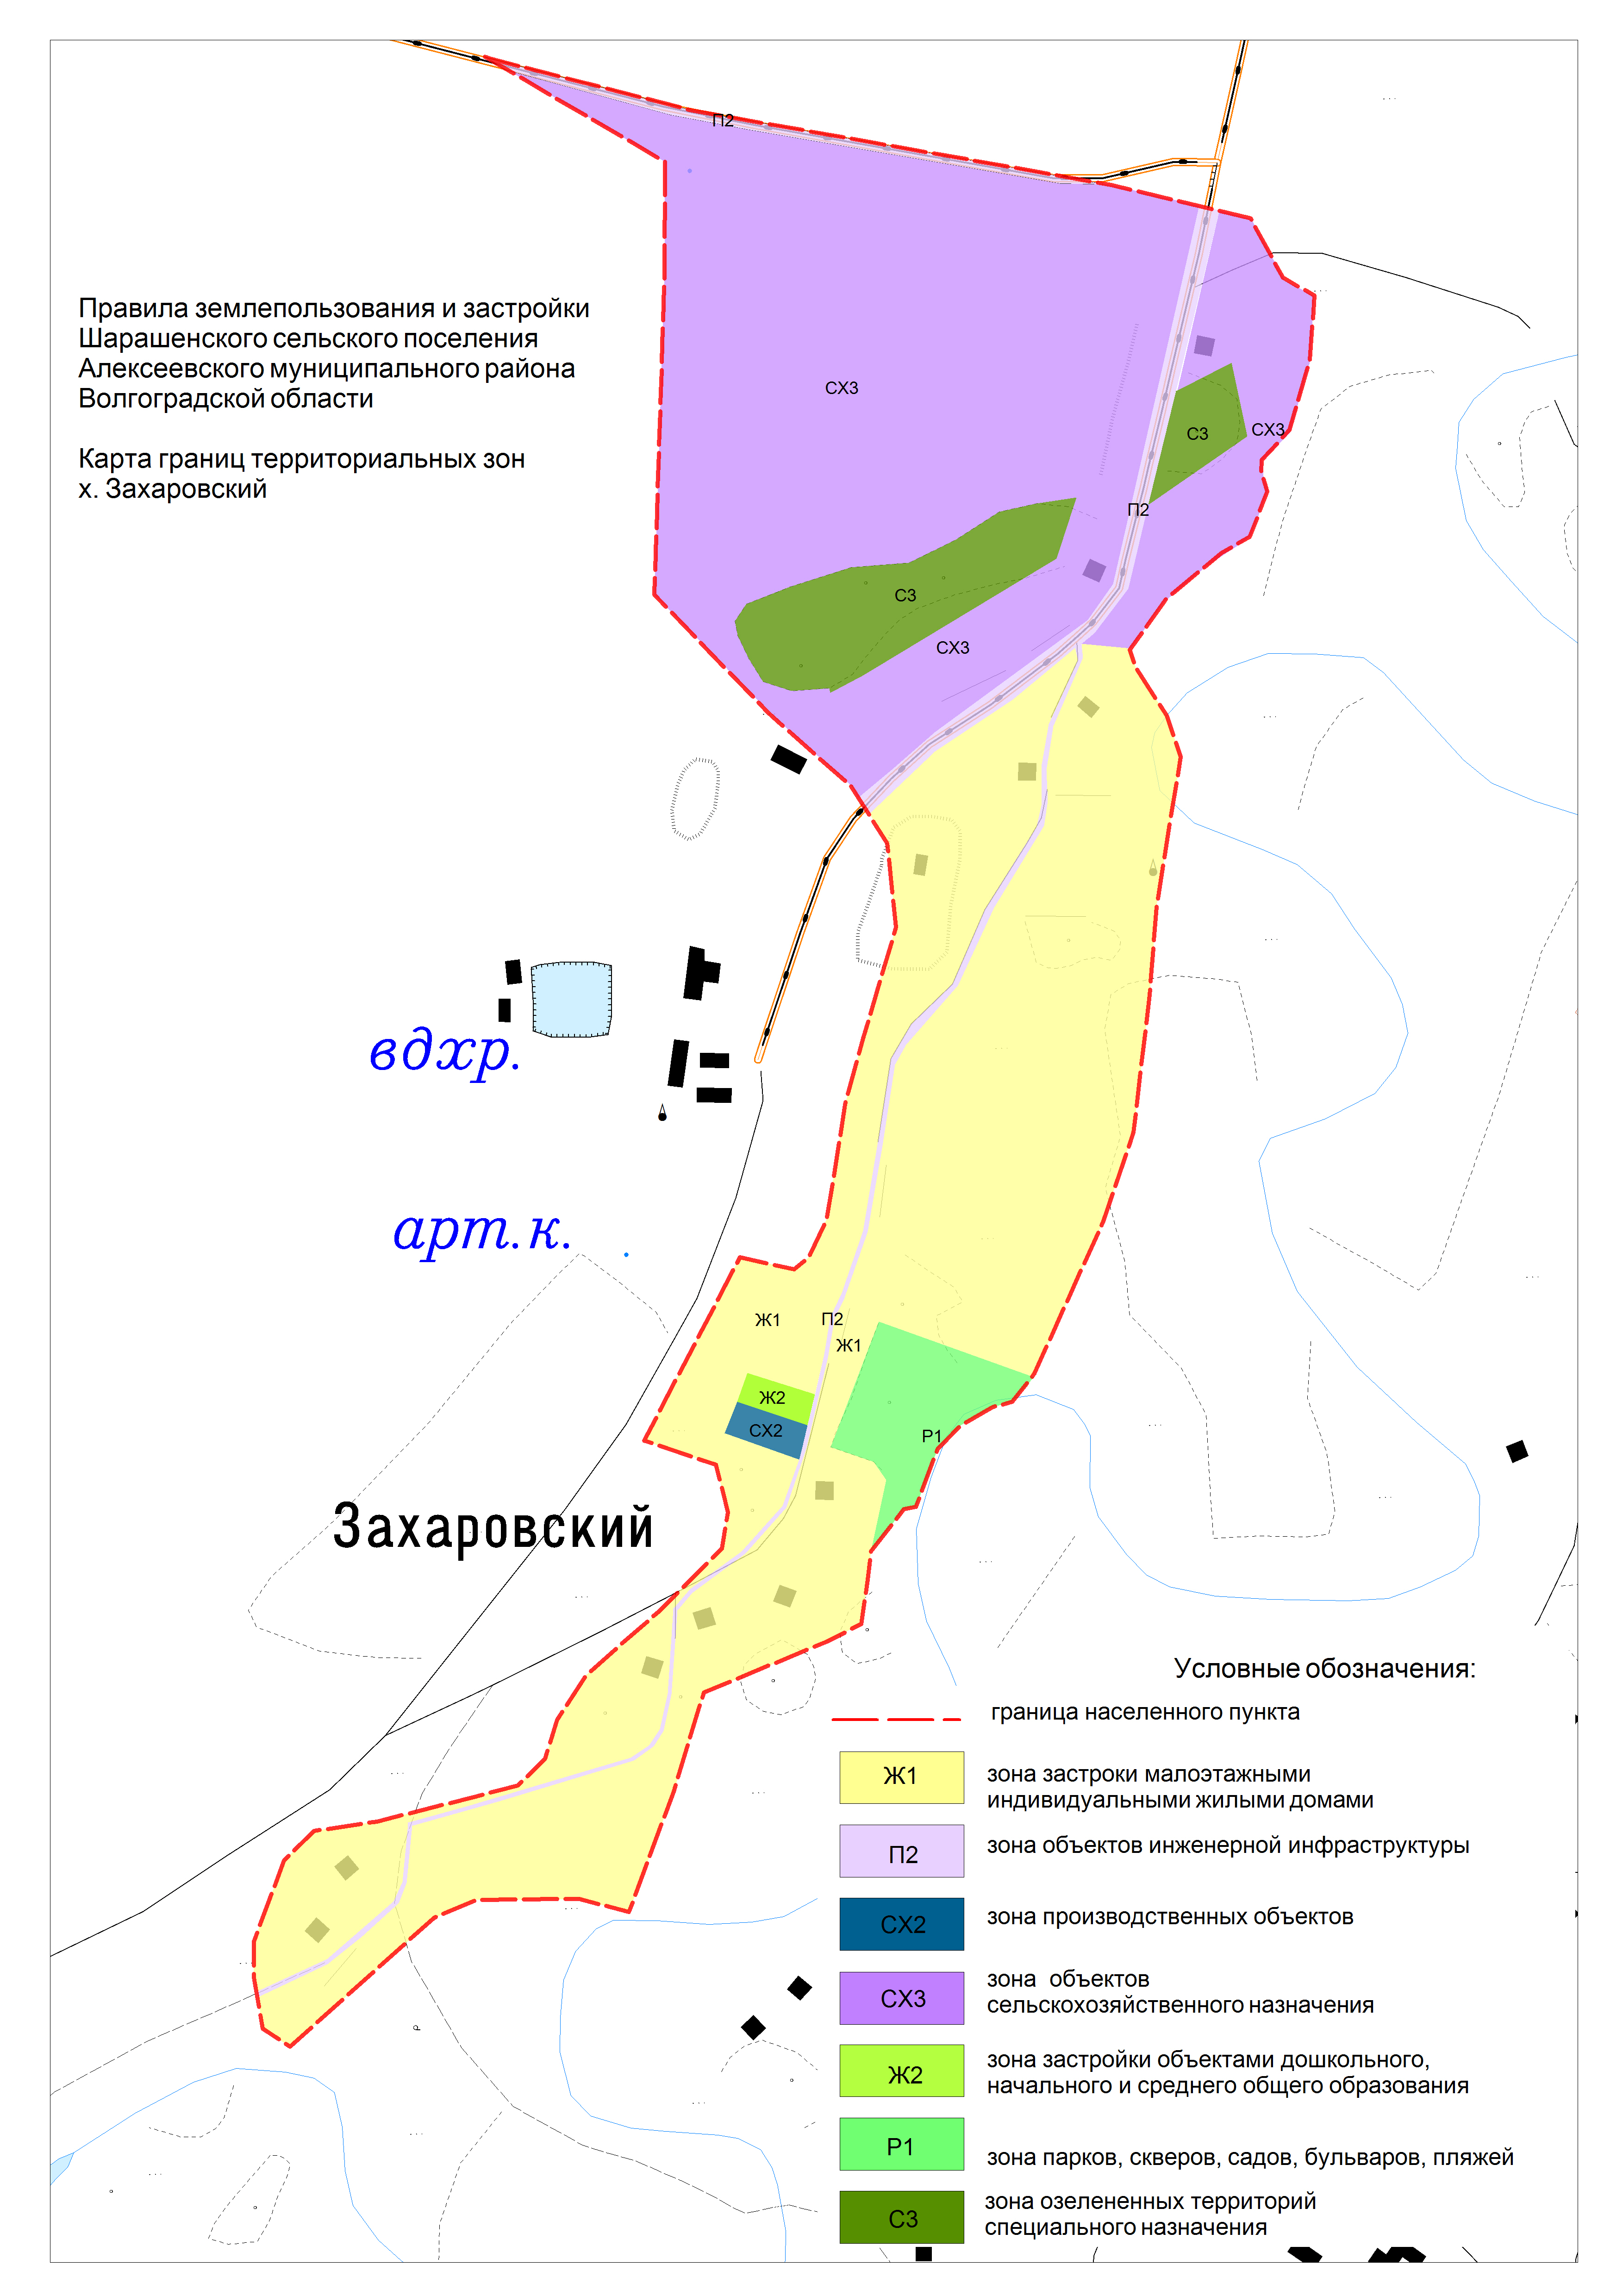 П2
Правила землепользования и застройки
Шарашенского сельского поселения
Алексеевского муниципального района
Волгоградской области
Карта границ территориальных зон
х. Захаровский
СХ3
С3
СХ3
П2
С3
СХ3
вдхр.
арт.к.
Ж1
П2
Ж1
Ж2
СХ2
Р1
Захаровский
Условные обозначения:
граница населенного пункта
Ж1
зона застроки малоэтажными
индивидуальными жилыми домами
П2
зона объектов инженерной инфраструктуры
СХ2
зона производственных объектов
СХ3
зона объектов
сельскохозяйственного назначения
Ж2
зона застройки объектами дошкольного,
начального и среднего общего образования
Р1
зона парков, скверов, садов, бульваров, пляжей
С3
зона озелененных территорий
специального назначения